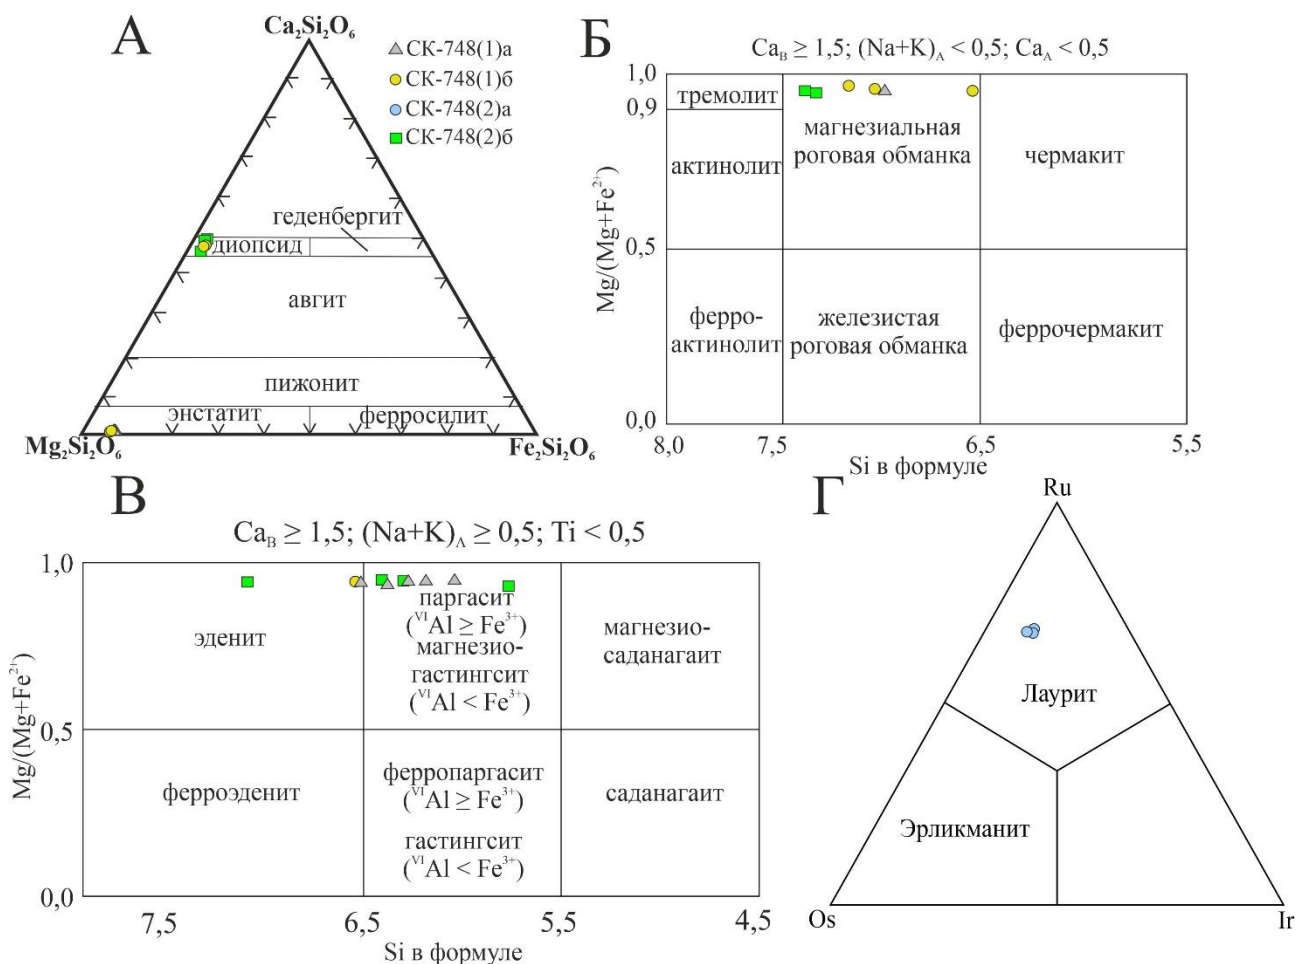 А
Ca₂Si₂O₆
СК-748(1)а
СК-748(1)б
СК-748(2)а
СК-748(2)б
геденбергит
диопсид
авгит
пижонит
энстатит
ферросилит
Mg₂Si₂O₆
Fe₂Si₂O₆
Б
Ca_B ≥ 1,5; (Na+K)_A < 0,5; Ca_A < 0,5
Mg/(Mg+Fe²⁺)
1,0
0,9
0,5
0,0
тремолит
актинолит
магнезиальная
роговая обманка
чермакит
ферро-
актинолит
железистая
роговая обманка
феррочермакит
8,0
7,5
6,5
5,5
Si в формуле
В
Ca_B ≥ 1,5; (Na+K)_A ≥ 0,5; Ti < 0,5
Mg/(Mg+Fe²⁺)
1,0
0,5
0,0
эденит
паргасит
(ⱽᴵAl ≥ Fe³⁺)
магнезио-
гастингсит
(ⱽᴵAl < Fe³⁺)
магнезио-
саданагаит
ферроэденит
ферропаргасит
(ⱽᴵAl ≥ Fe³⁺)
гастингсит
(ⱽᴵAl < Fe³⁺)
саданагаит
7,5
6,5
5,5
4,5
Si в формуле
Г
Ru
Лаурит
Эрликманит
Os
Ir